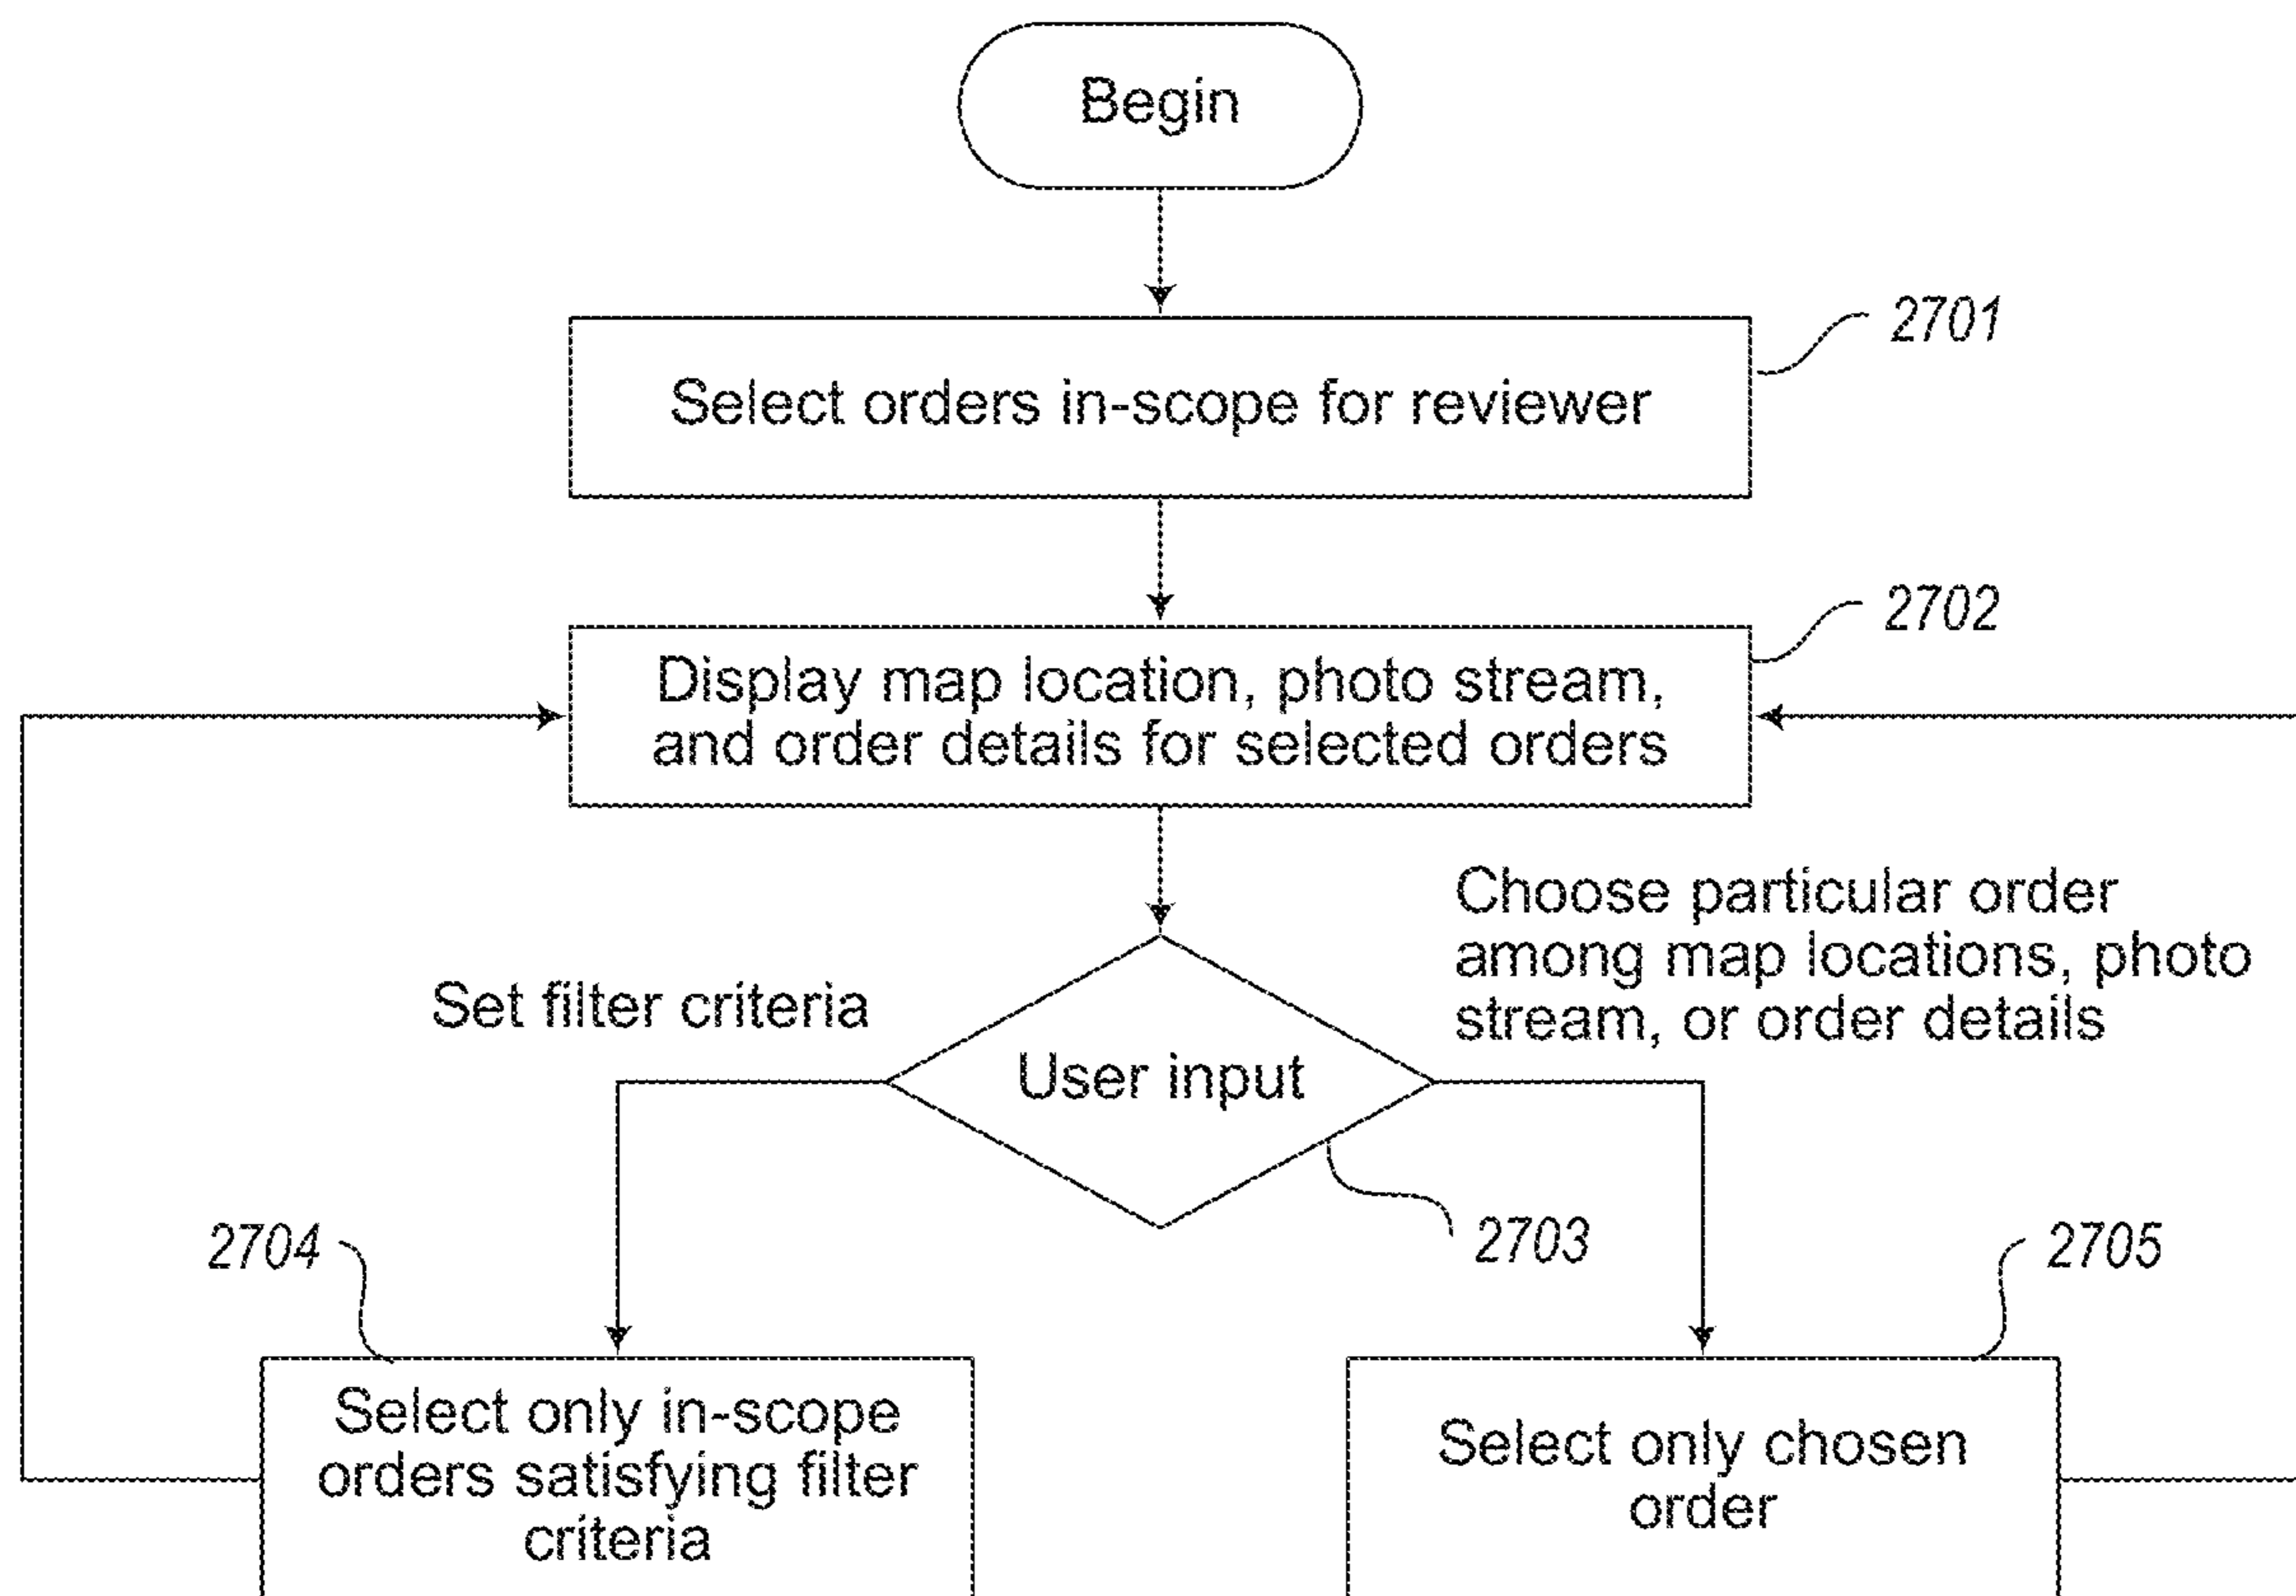 Begin
2701
Select orders in-scope for reviewer
2702
Display map location, photo stream,
and order details for selected orders
Choose particular order
among map locations, photo
stream, or order details
Set filter criteria
User input
2703
2704
2705
Select only in-scope
orders satisfying filter
criteria
Select only chosen
order